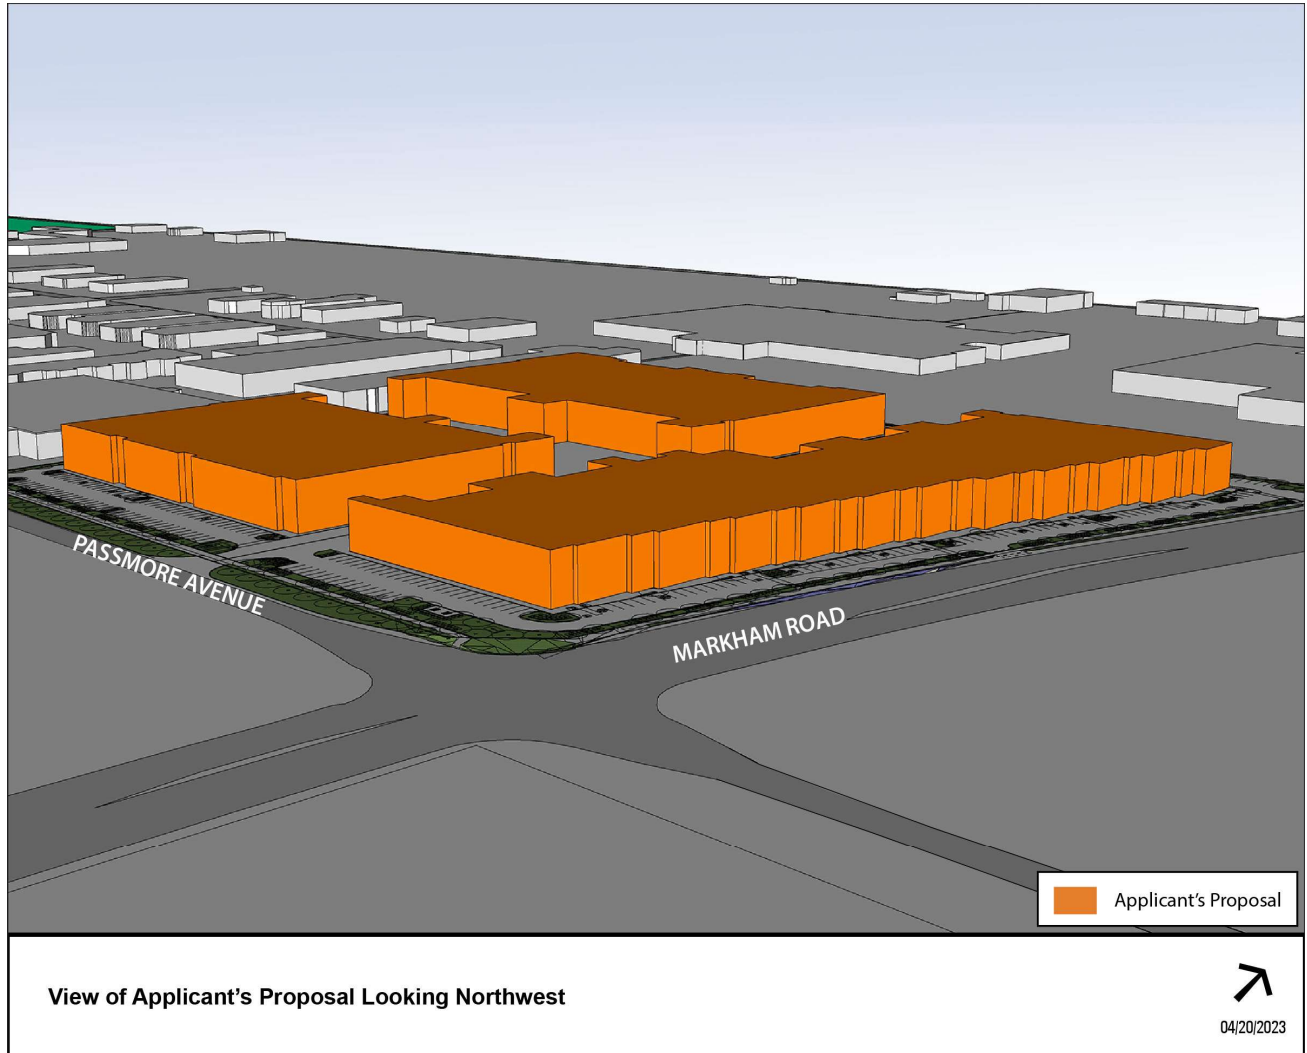 PASSMORE AVENUE
MARKHAM ROAD
Applicant’s Proposal
View of Applicant’s Proposal Looking Northwest
04/20/2023